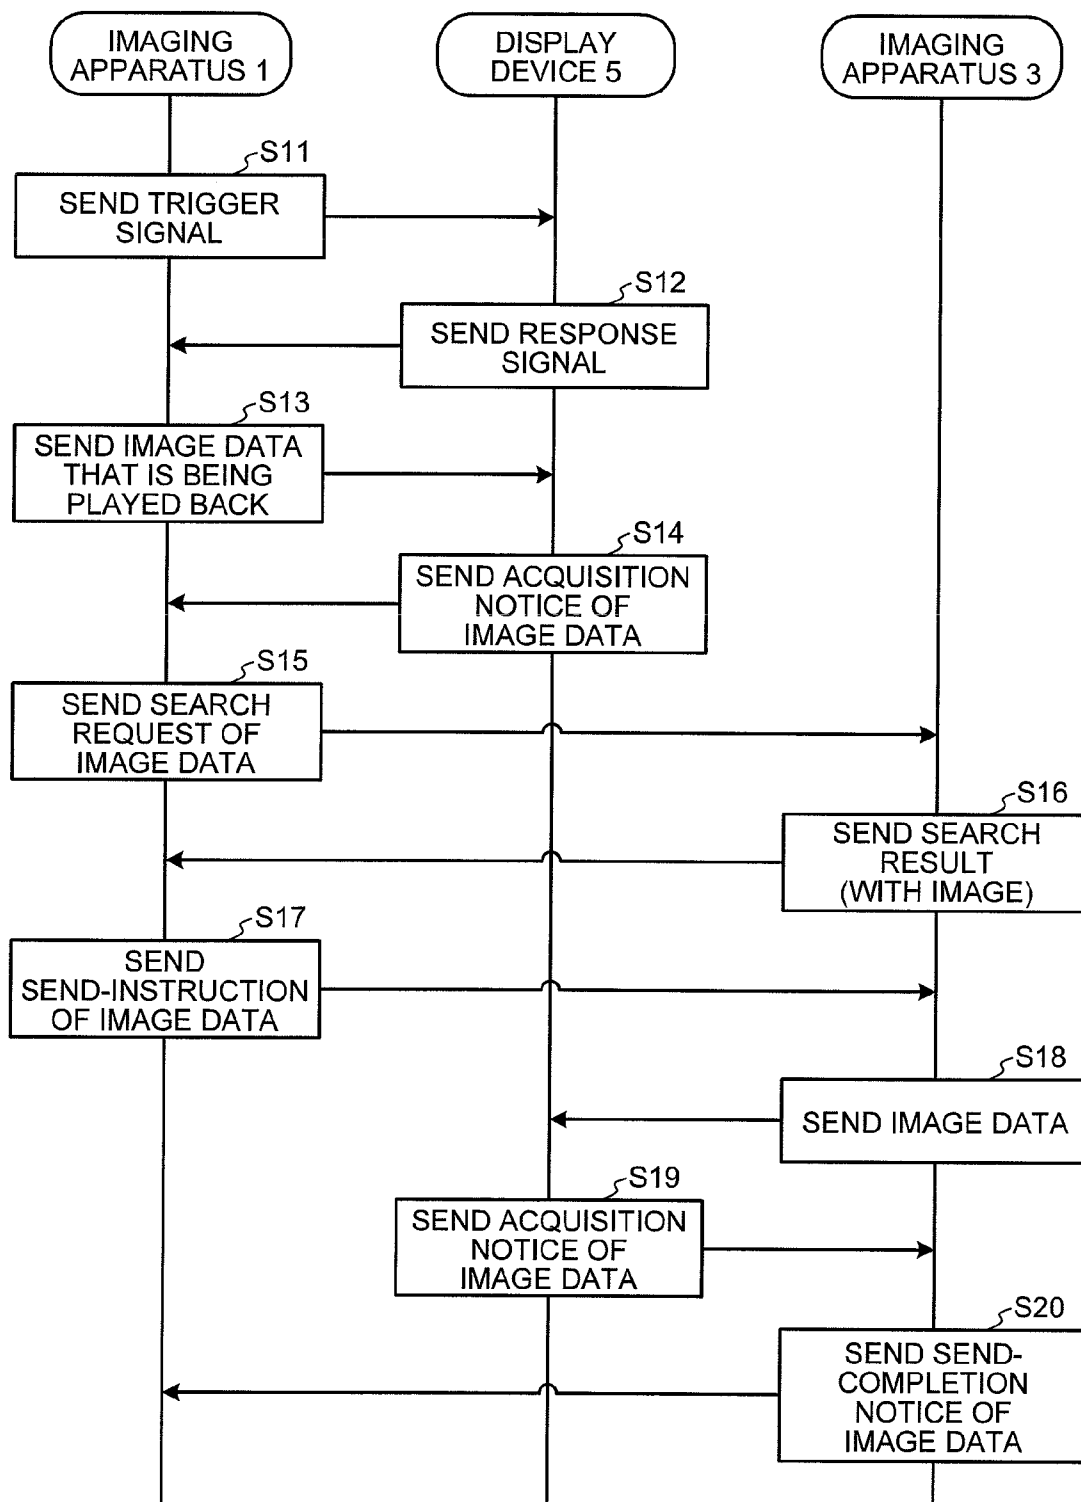 IMAGING
APPARATUS 1
DISPLAY
DEVICE 5
IMAGING
APPARATUS 3
S11
SEND TRIGGER
SIGNAL
S12
SEND RESPONSE
SIGNAL
S13
SEND IMAGE DATA
THAT IS BEING
PLAYED BACK
S14
SEND ACQUISITION
NOTICE OF
IMAGE DATA
S15
SEND SEARCH
REQUEST OF
IMAGE DATA
S16
SEND SEARCH
RESULT
(WITH IMAGE)
S17
SEND
SEND-INSTRUCTION
OF IMAGE DATA
S18
SEND IMAGE DATA
S19
SEND ACQUISITION
NOTICE OF
IMAGE DATA
S20
SEND SEND-
COMPLETION
NOTICE OF
IMAGE DATA